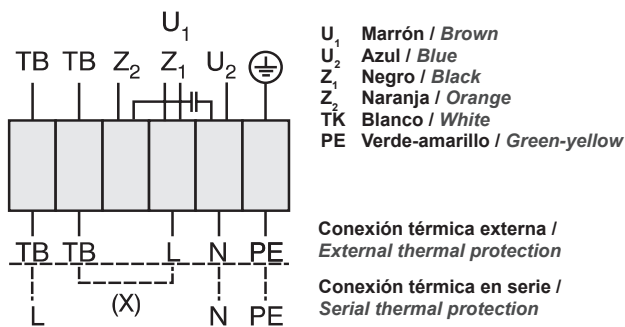 U₁
TB TB Z₂ Z₁ U₂
TB TB L N PE
(X)
L N PE
U₁ Marrón / Brown
U₂ Azul / Blue
Z₁ Negro / Black
Z₂ Naranja / Orange
TK Blanco / White
PE Verde-amarillo / Green-yellow
Conexión térmica externa /
External thermal protection
Conexión térmica en serie /
Serial thermal protection